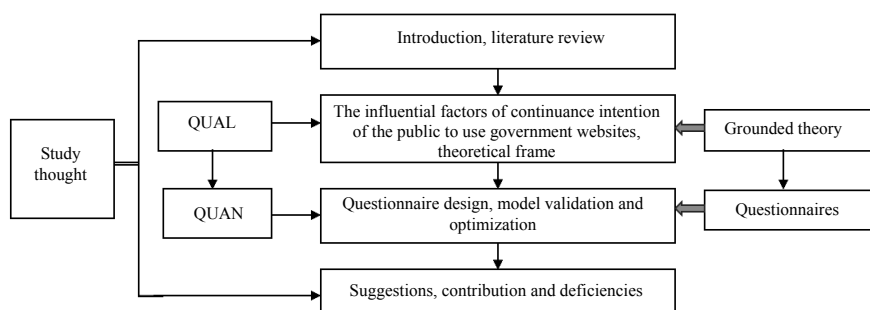 Introduction, literature review
Study
thought
QUAL
The influential factors of continuance intention
of the public to use government websites,
theoretical frame
Grounded theory
QUAN
Questionnaire design, model validation and
optimization
Questionnaires
Suggestions, contribution and deficiencies